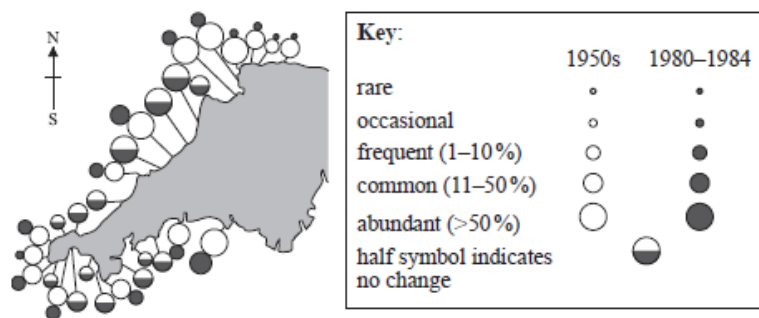 N
S
Key:
1950s 1980–1984
rare
occasional
frequent (1–10%)
common (11–50%)
abundant (>50%)
half symbol indicates
no change